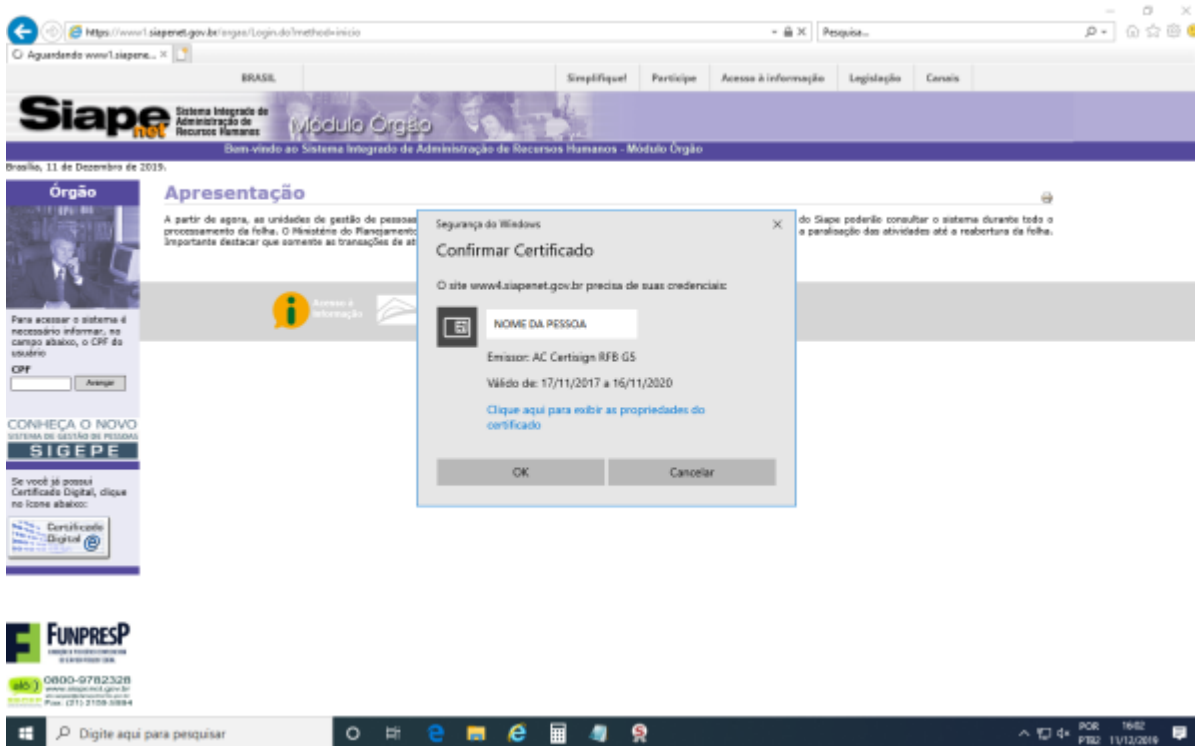 https://www1.siapenet.gov.br/orgao/Login.do?method=inicio
Pesquisa...
Aguardando www1.siapene...
BRASIL
Simplifique!
Participe
Acesso à informação
Legislação
Canais
Siape
net
Sistema Integrado de
Administração de
Recursos Humanos
Módulo Órgão
Bem-vindo ao Sistema Integrado de Administração de Recursos Humanos - Módulo Órgão
Brasília, 11 de Dezembro de 2019.
Órgão
Apresentação
A partir de agora, as unidades de gestão de pessoas
do Siape poderão consultar o sistema durante todo o
processamento da folha. O Ministério do Planejamento
a paralisação das atividades até a reabertura da folha.
Importante destacar que somente as transações de at
Segurança do Windows
Confirmar Certificado
O site www4.siapenet.gov.br precisa de suas credenciais:
NOME DA PESSOA
Emissor: AC Certisign RFB G5
Válido de: 17/11/2017 a 16/11/2020
Clique aqui para exibir as propriedades do
certificado
OK
Cancelar
Acesso à
Informação
Para acessar o sistema é
necessário informar, no
campo abaixo, o CPF do
usuário
CPF
Avançar
CONHEÇA O NOVO
SISTEMA DE GESTÃO DE PESSOAS
SIGEPE
Se você já possui
Certificado Digital, clique
no ícone abaixo:
Certificado
Digital
FUNPRESP
alô
0800-9782328
www.siapenet.gov.br
Digite aqui para pesquisar
POR
PTB2
16:02
11/12/2019